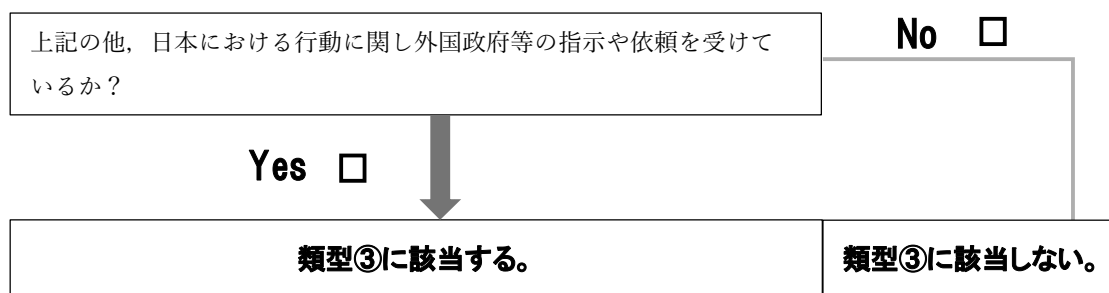 上記の他，日本における行動に関し外国政府等の指示や依頼を受けて
いるか？
No □
Yes □
類型③に該当する。
類型③に該当しない。